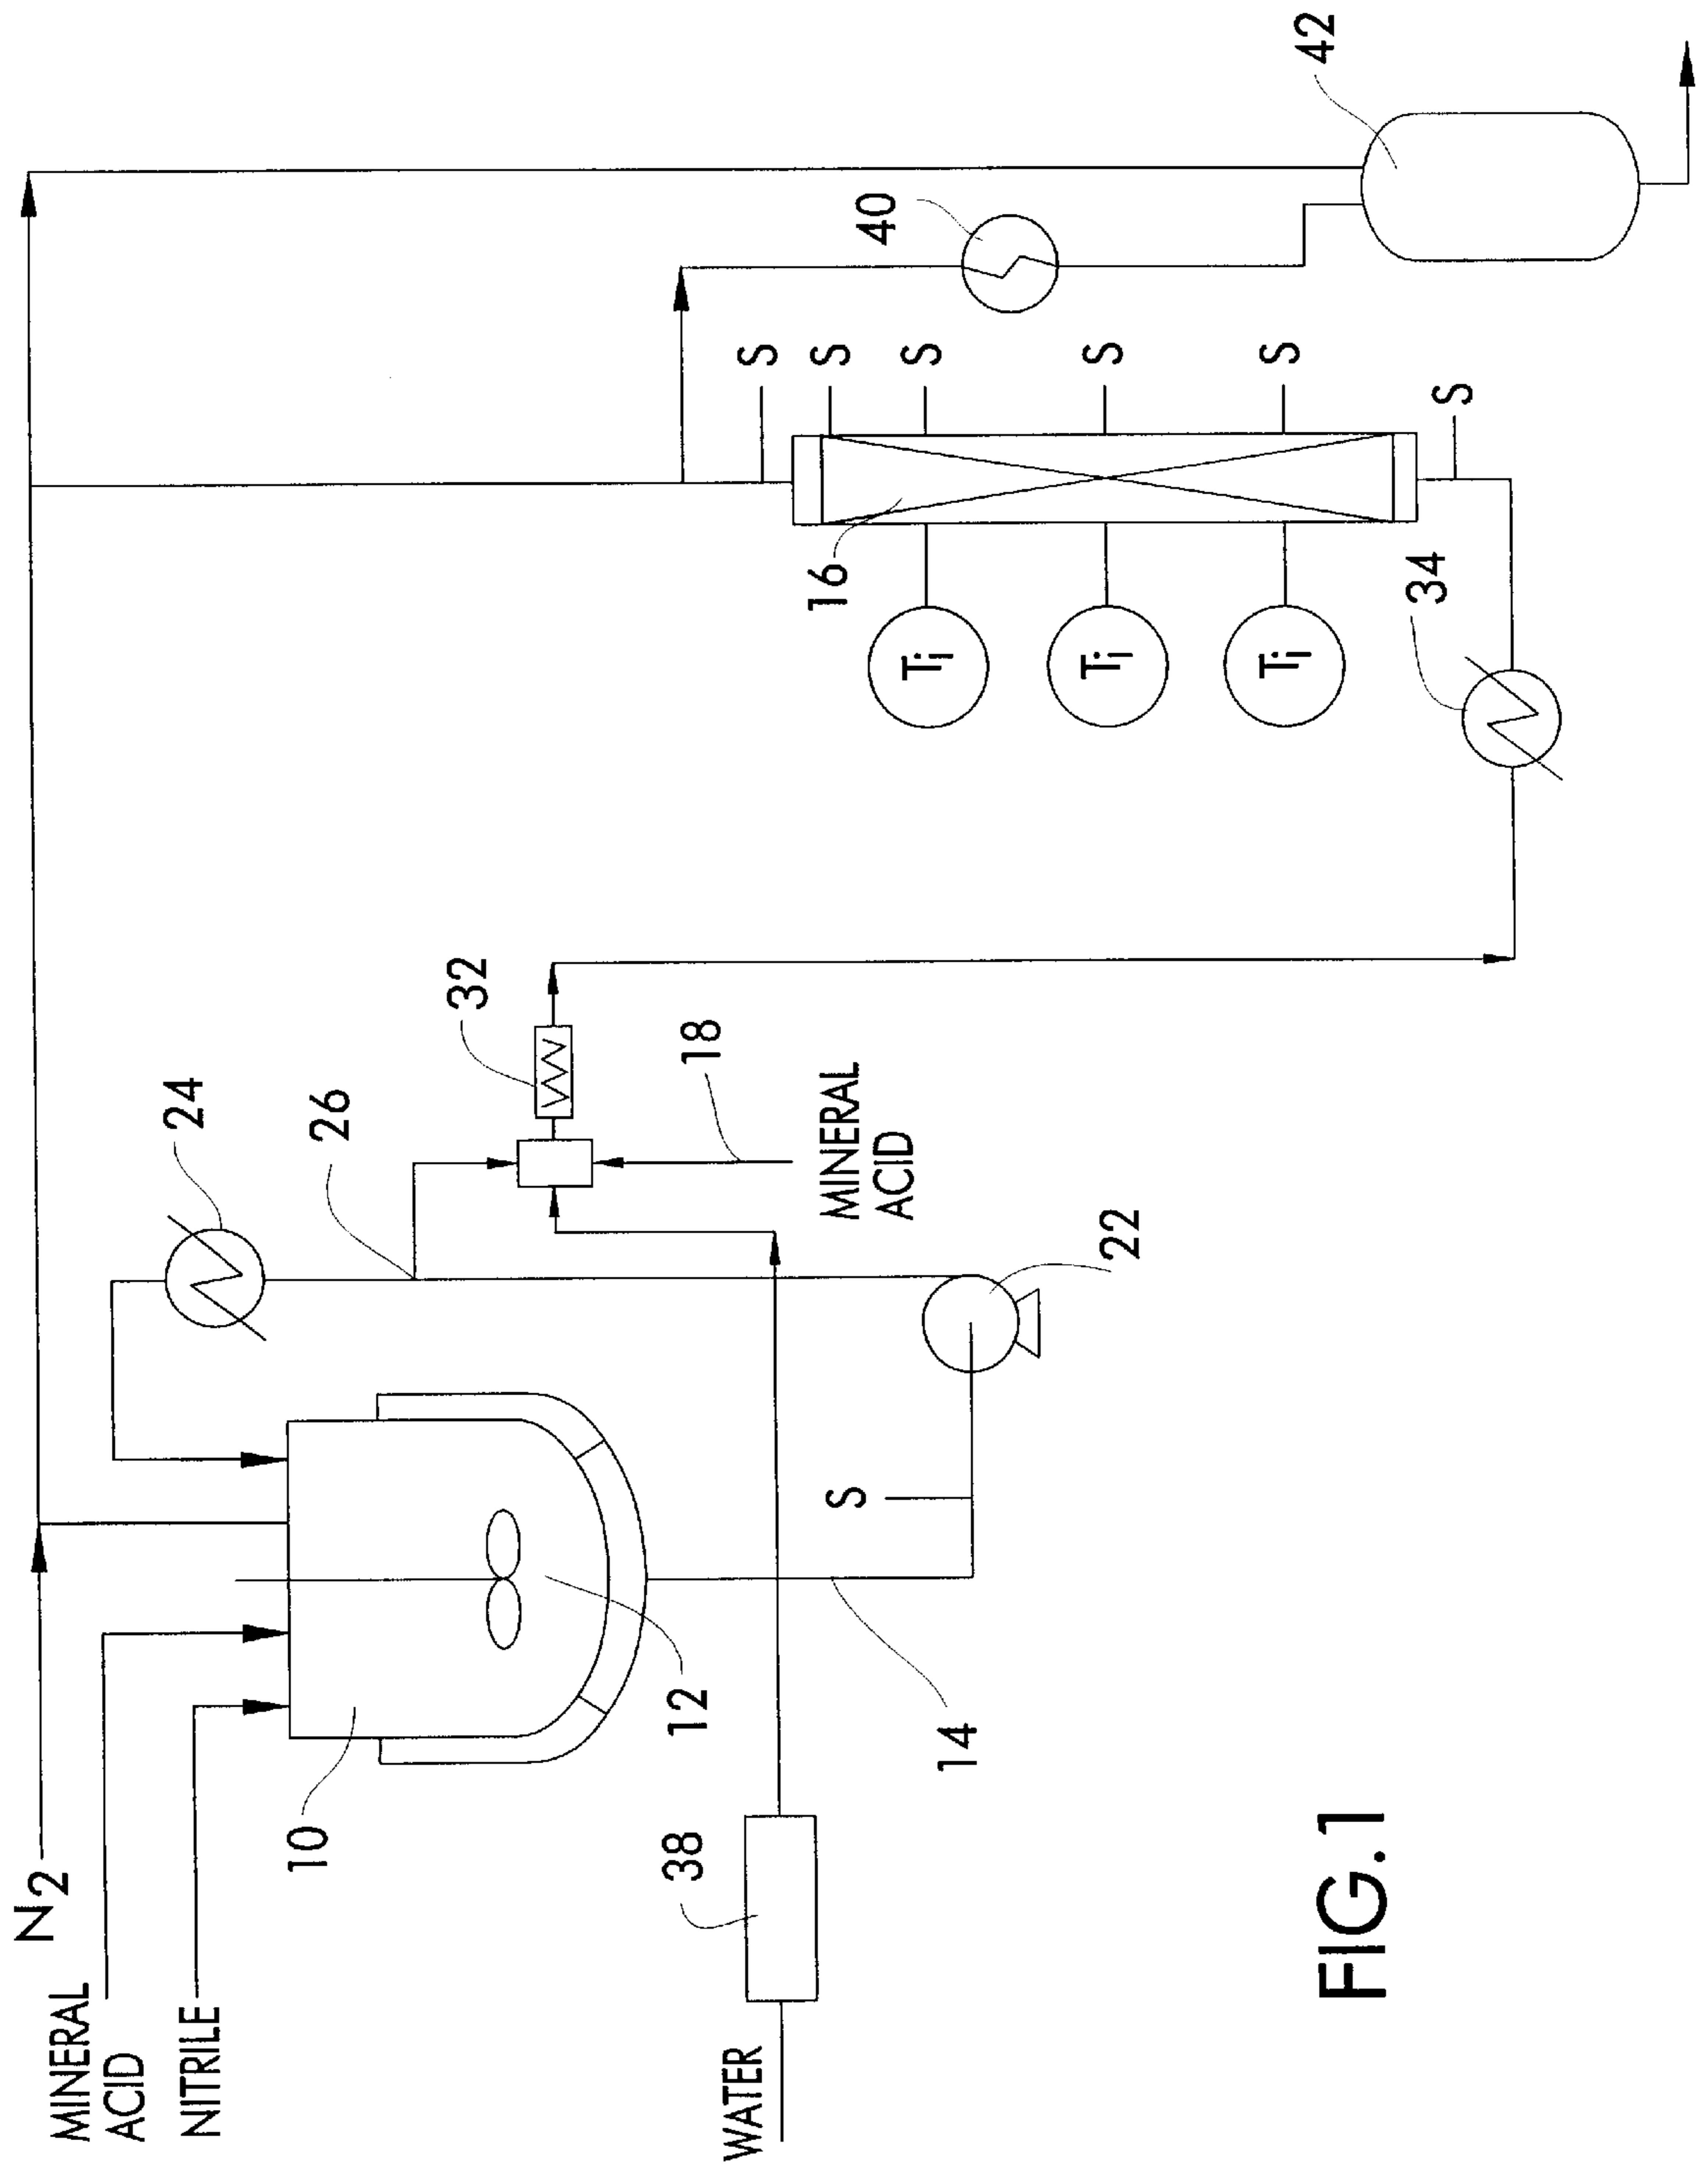 N2
MINERAL
ACID
NITRILE
10
24
26
32
12
38
WATER
14
S
18
MINERAL
ACID
22
16
Ti
Ti
Ti
S
S
S
S
S
S
34
40
42
FIG.1